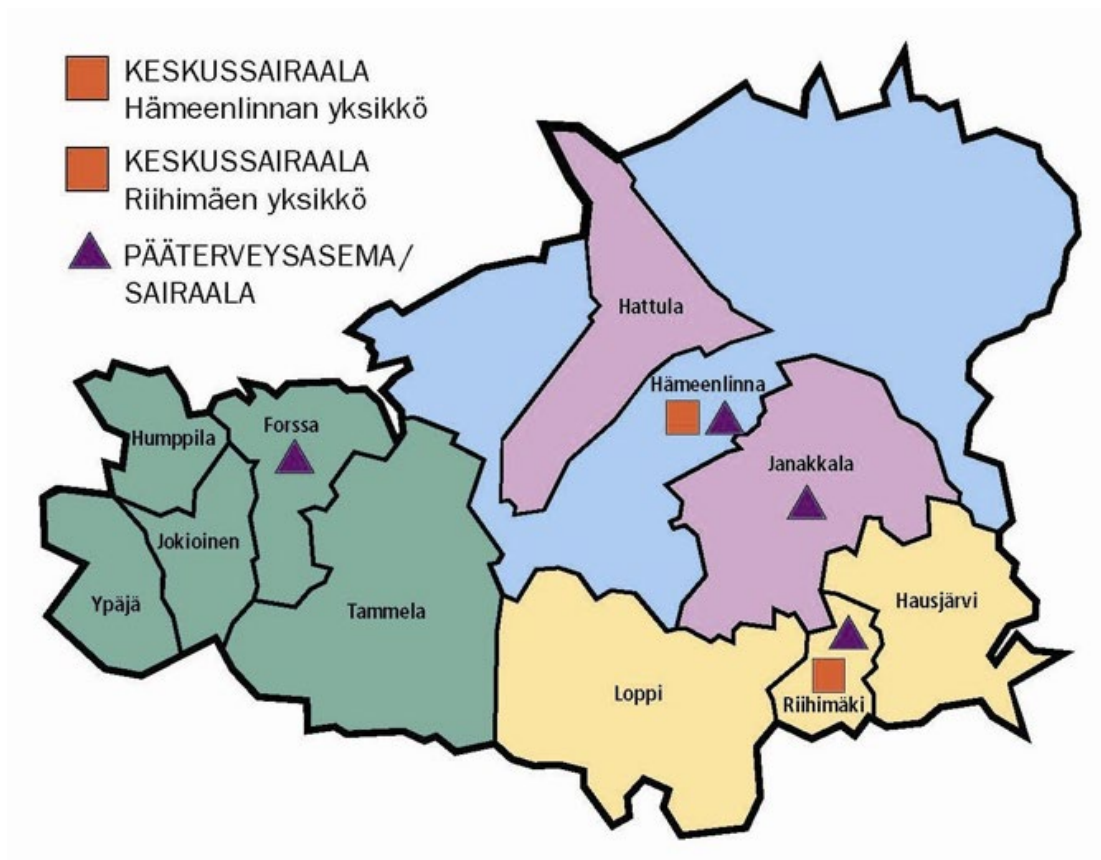 KESKUSSAIRAALA
Hämeenlinnan yksikkö
KESKUSSAIRAALA
Riihimäen yksikkö
PÄÄTERVEYSASEMA/
SAIRAALA
Hattula
Hämeenlinna
Humppila
Forssa
Janakkala
Jokioinen
Ypäjä
Tammela
Hausjärvi
Loppi
Riihimäki